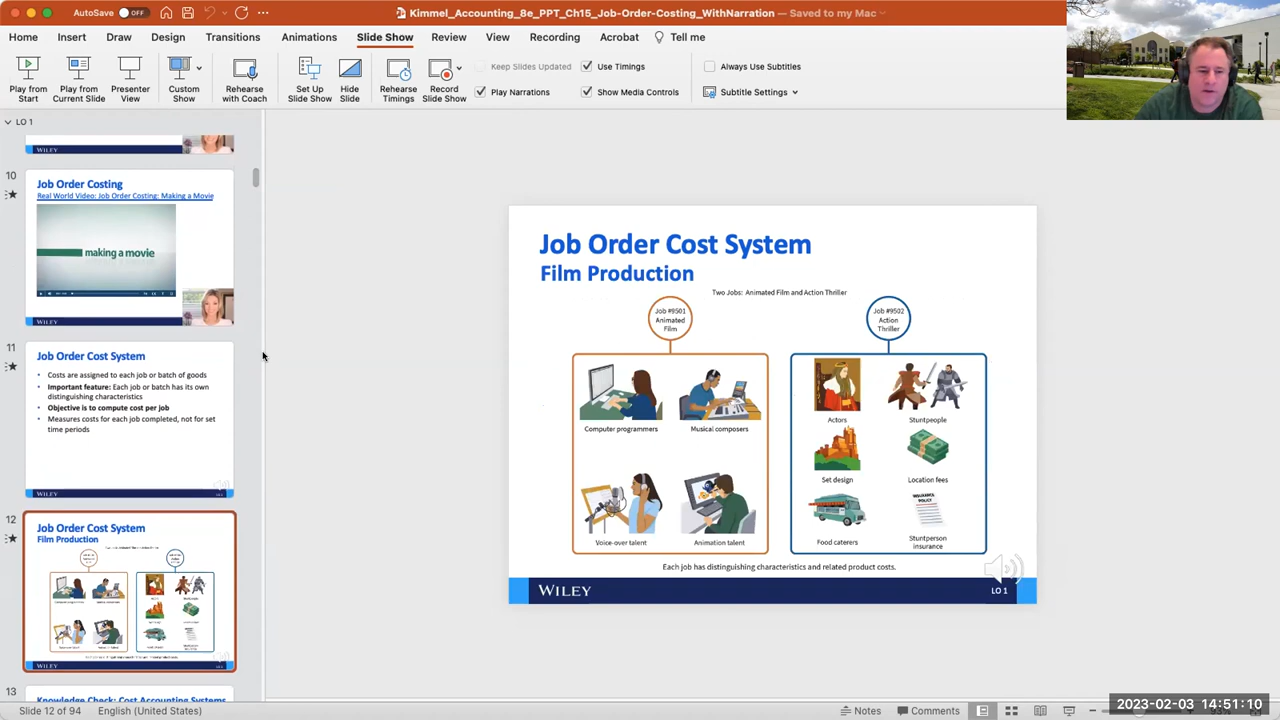 AutoSave OFF
Kimmel_Accounting_8e_PPT_Ch15_Job-Order-Costing_WithNarration — Saved to my Mac
Home Insert Draw Design Transitions Animations Slide Show Review View Recording Acrobat Tell me
Play from Start
Play from Current Slide
Presenter View
Custom Show
Rehearse with Coach
Set Up Slide Show
Hide Slide
Rehearse Timings
Record Slide Show
Keep Slides Updated
Use Timings
Always Use Subtitles
Play Narrations
Show Media Controls
Subtitle Settings
LO 1
WILEY
10
Job Order Costing
Real World Video: Job Order Costing: Making a Movie
making a movie
WILEY
11
Job Order Cost System
• Costs are assigned to each job or batch of goods
• Important feature: Each job or batch has its own
distinguishing characteristics
• Objective is to compute cost per job
• Measures costs for each job completed, not for set
time periods
WILEY
12
Job Order Cost System
Film Production
WILEY
13
Knowledge Check: Cost Accounting Systems
Job Order Cost System
Film Production
Two Jobs: Animated Film and Action Thriller
Job #9501
Animated
Film
Computer programmers
Musical composers
Voice-over talent
Animation talent
Job #9502
Action
Thriller
Actors
Stuntpeople
Set design
Location fees
INSURANCE
POLICY
Food caterers
Stuntperson
insurance
Each job has distinguishing characteristics and related product costs.
WILEY
LO 1
Slide 12 of 94 English (United States)
Notes Comments
2023-02-03 14:51:10